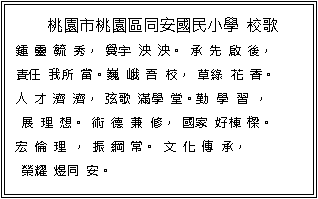 桃園市桃園區同安國民小學 校歌
鍾 靈 毓 秀， 黌宇 泱 泱。 承 先 啟 後，
責任 我所 當。巍 峨 吾 校， 草綠 花 香。
人 才 濟 濟， 弦歌 滿學 堂。勤 學 習 ，
展 理 想。 術 德 兼 修， 國家 好棟 樑。
宏 倫 理 ， 振 綱 常。 文 化 傳 承，
榮耀 煜同 安。